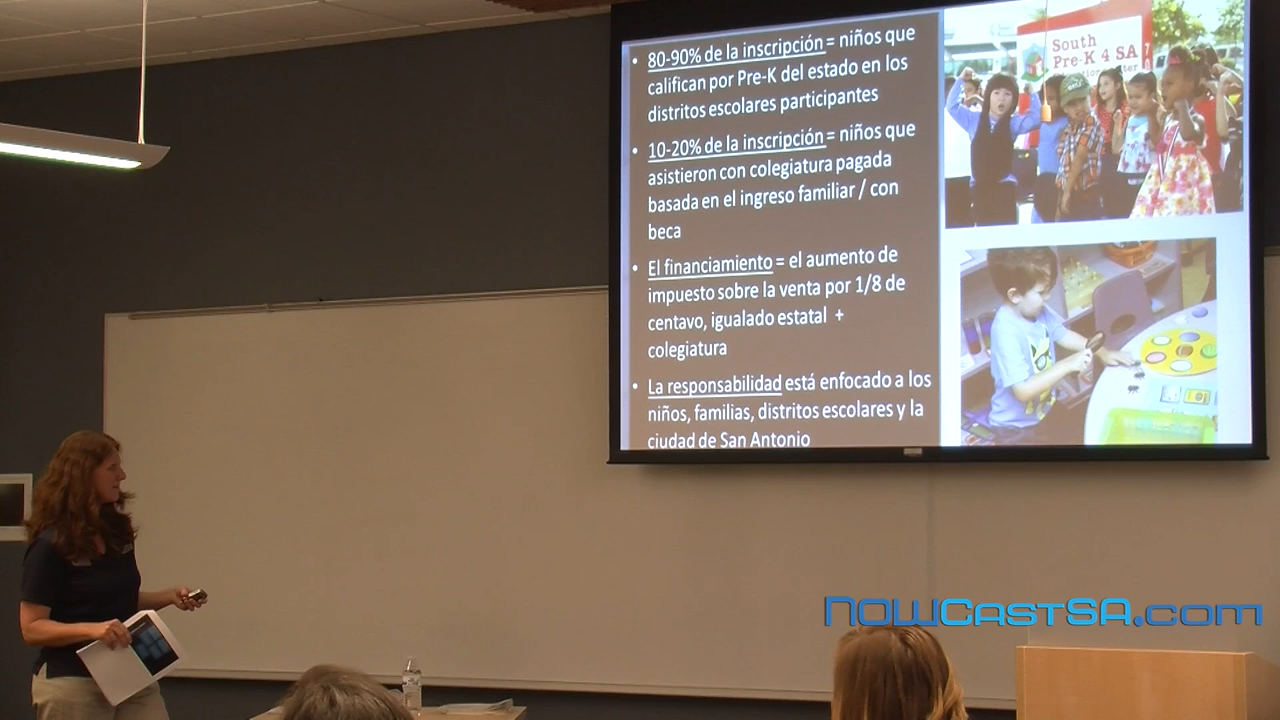 • 80-90% de la inscripción = niños que
califican por Pre-K del estado en los
distritos escolares participantes
• 10-20% de la inscripción = niños que
asistieron con colegiatura pagada
basada en el ingreso familiar / con
beca
• El financiamiento = el aumento de
impuesto sobre la venta por 1/8 de
centavo, igualado estatal +
colegiatura
• La responsabilidad está enfocado a los
niños, familias, distritos escolares y la
ciudad de San Antonio
South
Pre-K 4 SA
NOWCastSA.com